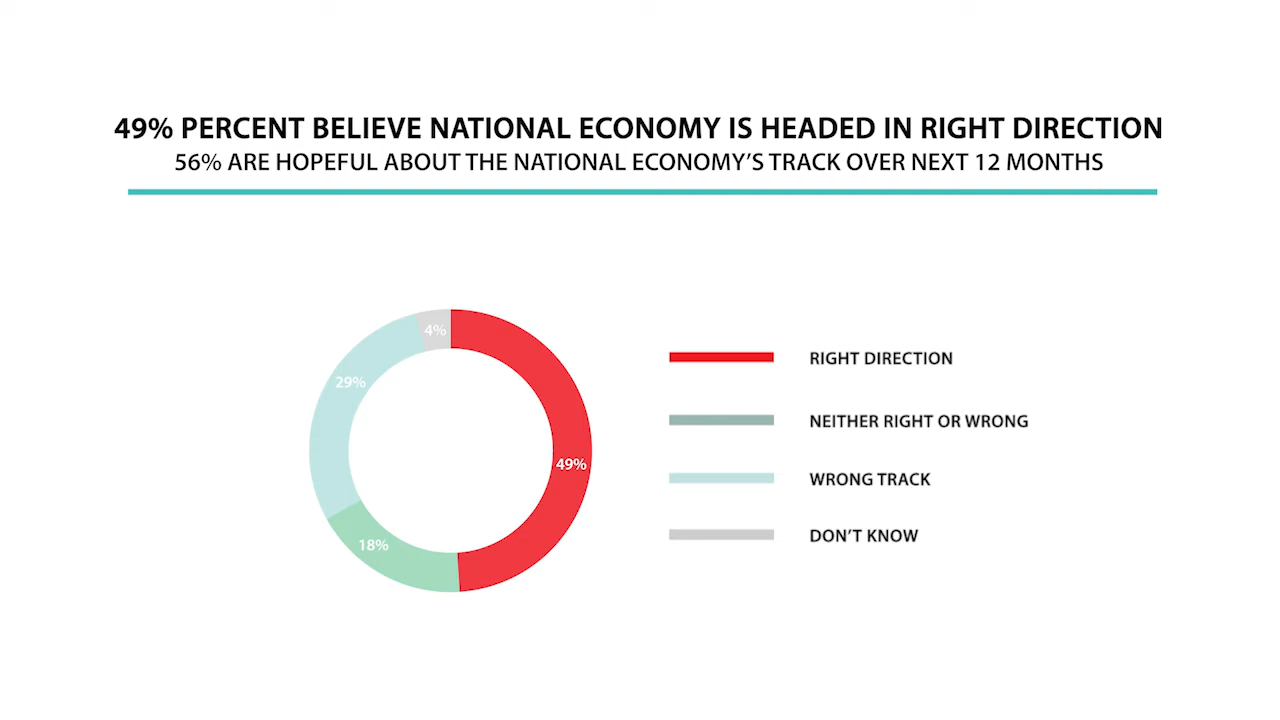 49% PERCENT BELIEVE NATIONAL ECONOMY IS HEADED IN RIGHT DIRECTION
56% ARE HOPEFUL ABOUT THE NATIONAL ECONOMY'S TRACK OVER NEXT 12 MONTHS
4%
29%
49%
18%
RIGHT DIRECTION
NEITHER RIGHT OR WRONG
WRONG TRACK
DON'T KNOW